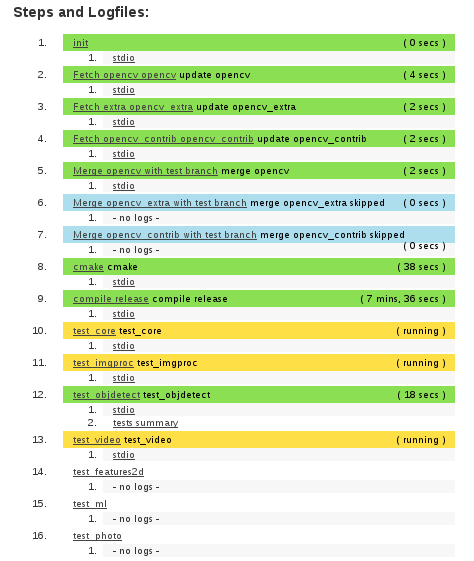 Steps and Logfiles:
1. init ( 0 secs )
1. stdio
2. Fetch opencv opencv update opencv ( 4 secs )
1. stdio
3. Fetch extra opencv_extra update opencv_extra ( 2 secs )
1. stdio
4. Fetch opencv_contrib opencv_contrib update opencv_contrib ( 2 secs )
1. stdio
5. Merge opencv with test branch merge opencv ( 2 secs )
1. stdio
6. Merge opencv_extra with test branch merge opencv_extra skipped ( 0 secs )
1. - no logs -
7. Merge opencv_contrib with test branch merge opencv_contrib skipped
( 0 secs )
1. - no logs -
8. cmake cmake ( 38 secs )
1. stdio
9. compile release compile release ( 7 mins, 36 secs )
1. stdio
10. test_core test_core ( running )
1. stdio
11. test_imgproc test_imgproc ( running )
1. stdio
12. test_objdetect test_objdetect ( 18 secs )
1. stdio
2. tests summary
13. test_video test_video ( running )
1. stdio
14. test_features2d
1. - no logs -
15. test_ml
1. - no logs -
16. test_photo
1. - no logs -